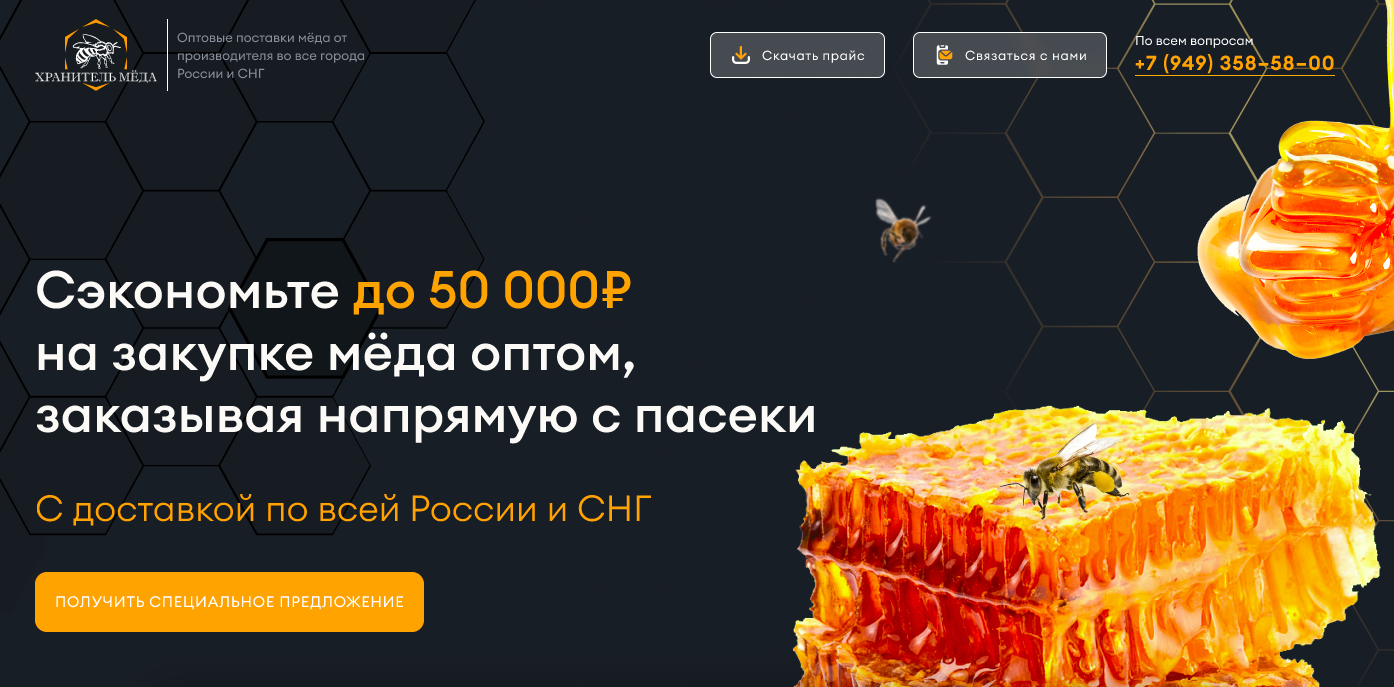 ХРАНИТЕЛЬ МЁДА
Оптовые поставки мёда от
производителя во все города
России и СНГ
Скачать прайс
Связаться с нами
По всем вопросам
+7 (949) 358-58-00
Сэкономьте до 50 000₽
на закупке мёда оптом,
заказывая напрямую с пасеки
С доставкой по всей России и СНГ
ПОЛУЧИТЬ СПЕЦИАЛЬНОЕ ПРЕДЛОЖЕНИЕ